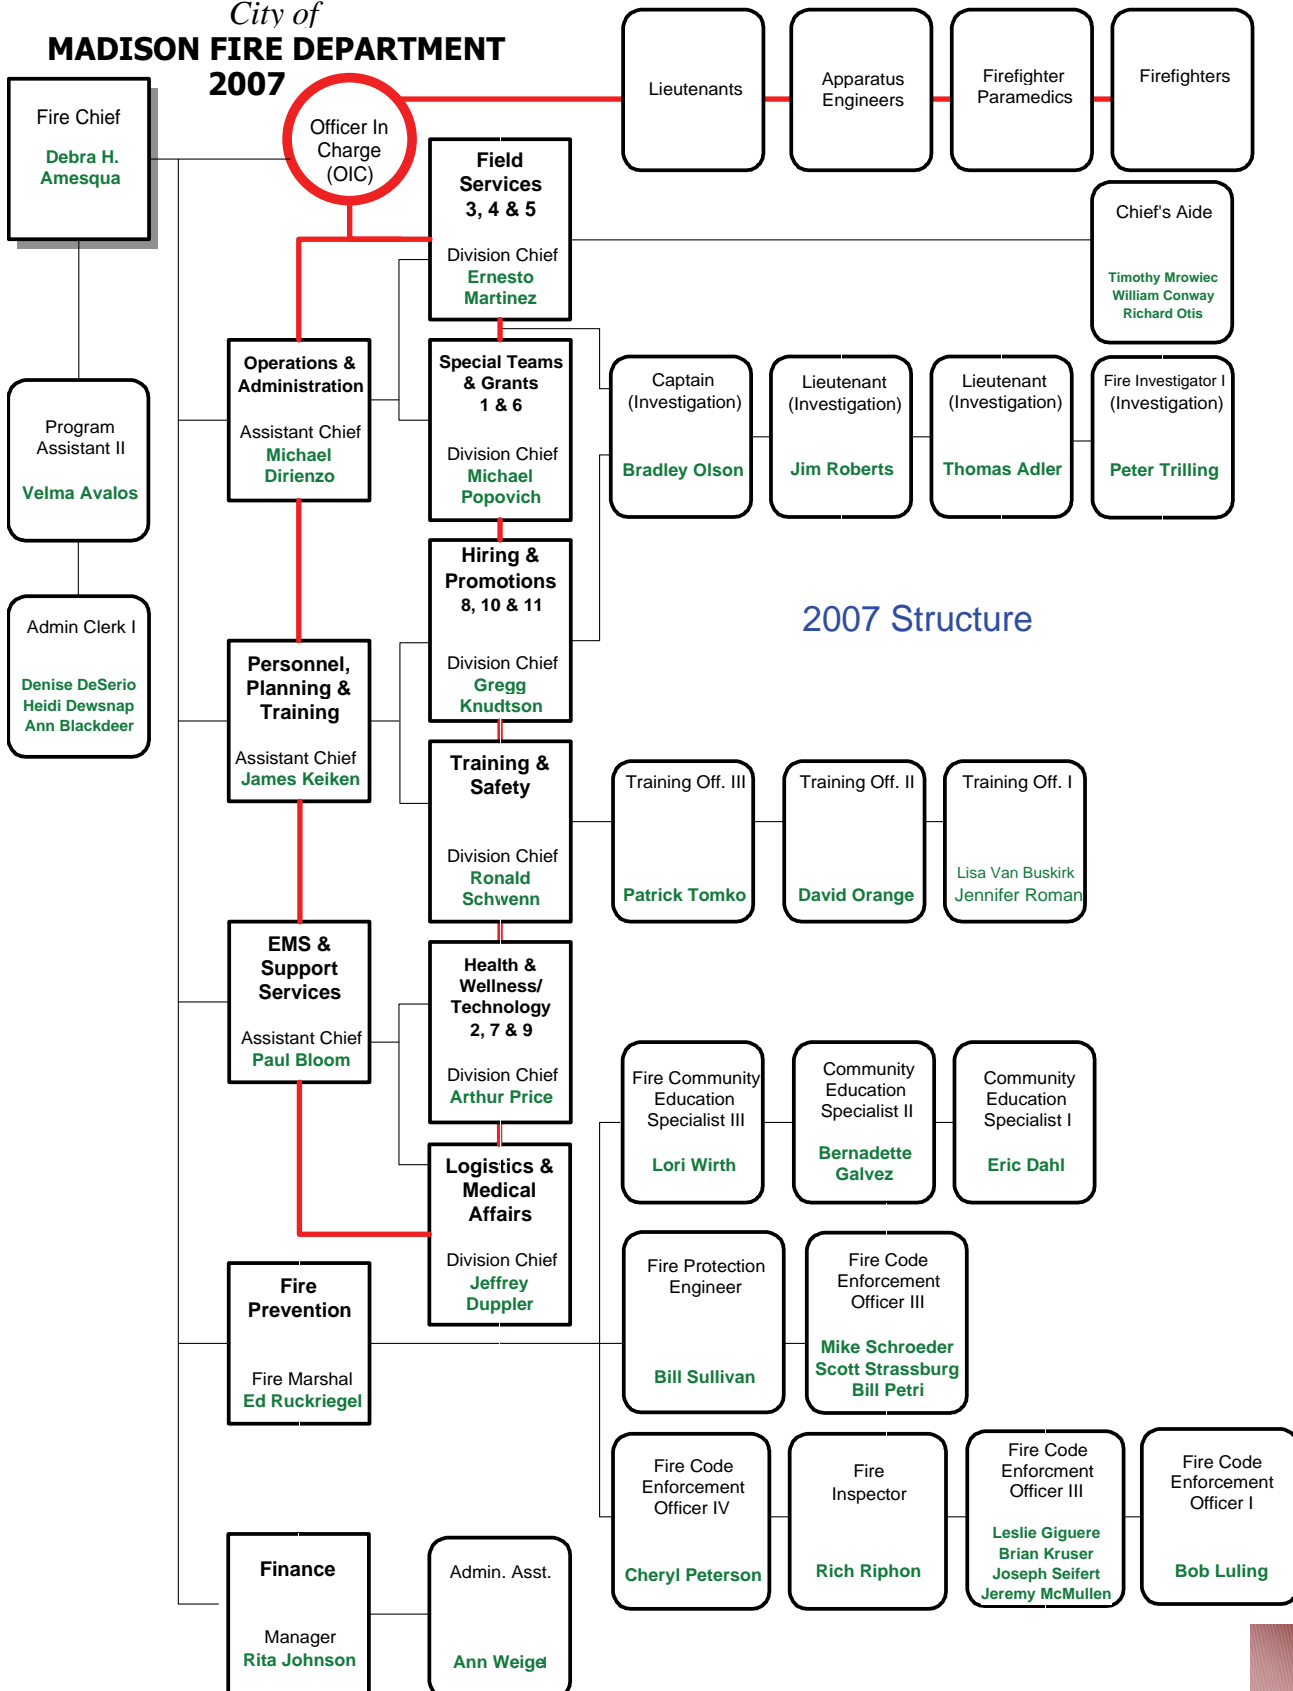 City of
MADISON FIRE DEPARTMENT
2007
Fire Chief
Debra H.
Amesqua
Officer In
Charge
(OIC)
Lieutenants
Apparatus
Engineers
Firefighter
Paramedics
Firefighters
Field
Services
3, 4 & 5
Division Chief
Ernesto
Martinez
Chief's Aide
Timothy Mrowiec
William Conway
Richard Otis
Program
Assistant II
Velma Avalos
Operations &
Administration
Assistant Chief
Michael
Dirienzo
Special Teams
& Grants
1 & 6
Division Chief
Michael
Popovich
Captain
(Investigation)
Bradley Olson
Lieutenant
(Investigation)
Jim Roberts
Lieutenant
(Investigation)
Thomas Adler
Fire Investigator I
(Investigation)
Peter Trilling
Admin Clerk I
Denise DeSerio
Heidi Dewsnap
Ann Blackdeer
Hiring &
Promotions
8, 10 & 11
Division Chief
Gregg
Knudtson
2007 Structure
Personnel,
Planning &
Training
Assistant Chief
James Keiken
Training &
Safety
Division Chief
Ronald
Schwenn
Training Off. III
Patrick Tomko
Training Off. II
David Orange
Training Off. I
Lisa Van Buskirk
Jennifer Roman
EMS &
Support
Services
Assistant Chief
Paul Bloom
Health &
Wellness/
Technology
2, 7 & 9
Division Chief
Arthur Price
Fire Community
Education
Specialist III
Lori Wirth
Community
Education
Specialist II
Bernadette
Galvez
Community
Education
Specialist I
Eric Dahl
Logistics &
Medical
Affairs
Division Chief
Jeffrey
Duppler
Fire
Prevention
Fire Marshal
Ed Ruckriegel
Fire Protection
Engineer
Bill Sullivan
Fire Code
Enforcement
Officer III
Mike Schroeder
Scott Strassburg
Bill Petri
Fire Code
Enforcement
Officer IV
Cheryl Peterson
Fire
Inspector
Rich Riphon
Fire Code
Enforcment
Officer III
Leslie Giguere
Brian Kruser
Joseph Seifert
Jeremy McMullen
Fire Code
Enforcement
Officer I
Bob Luling
Finance
Manager
Rita Johnson
Admin. Asst.
Ann Weigel